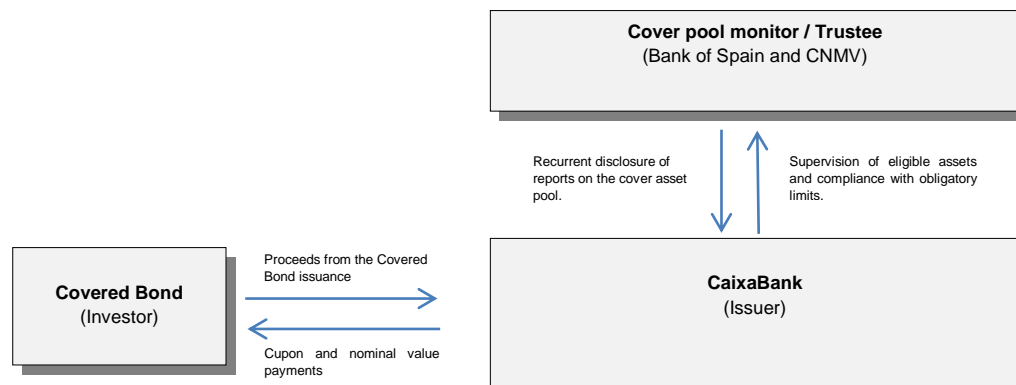 Cover pool monitor / Trustee
(Bank of Spain and CNMV)
Recurrent disclosure of
reports on the cover asset
pool.
Supervision of eligible assets
and compliance with obligatory
limits.
Proceeds from the Covered
Bond issuance
Covered Bond
(Investor)
CaixaBank
(Issuer)
Cupon and nominal value
payments